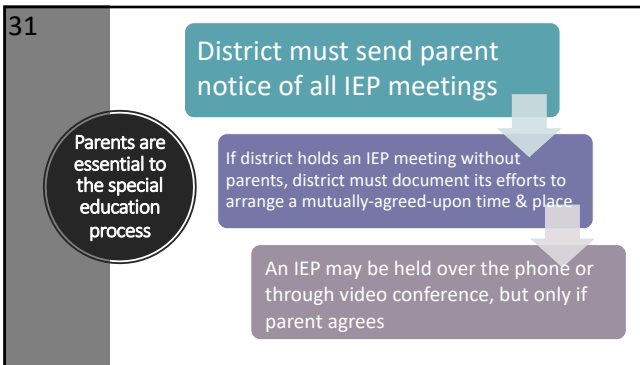 31
Parents are
essential to
the special
education
process
District must send parent
notice of all IEP meetings
If district holds an IEP meeting without
parents, district must document its efforts to
arrange a mutually-agreed-upon time & place
An IEP may be held over the phone or
through video conference, but only if
parent agrees